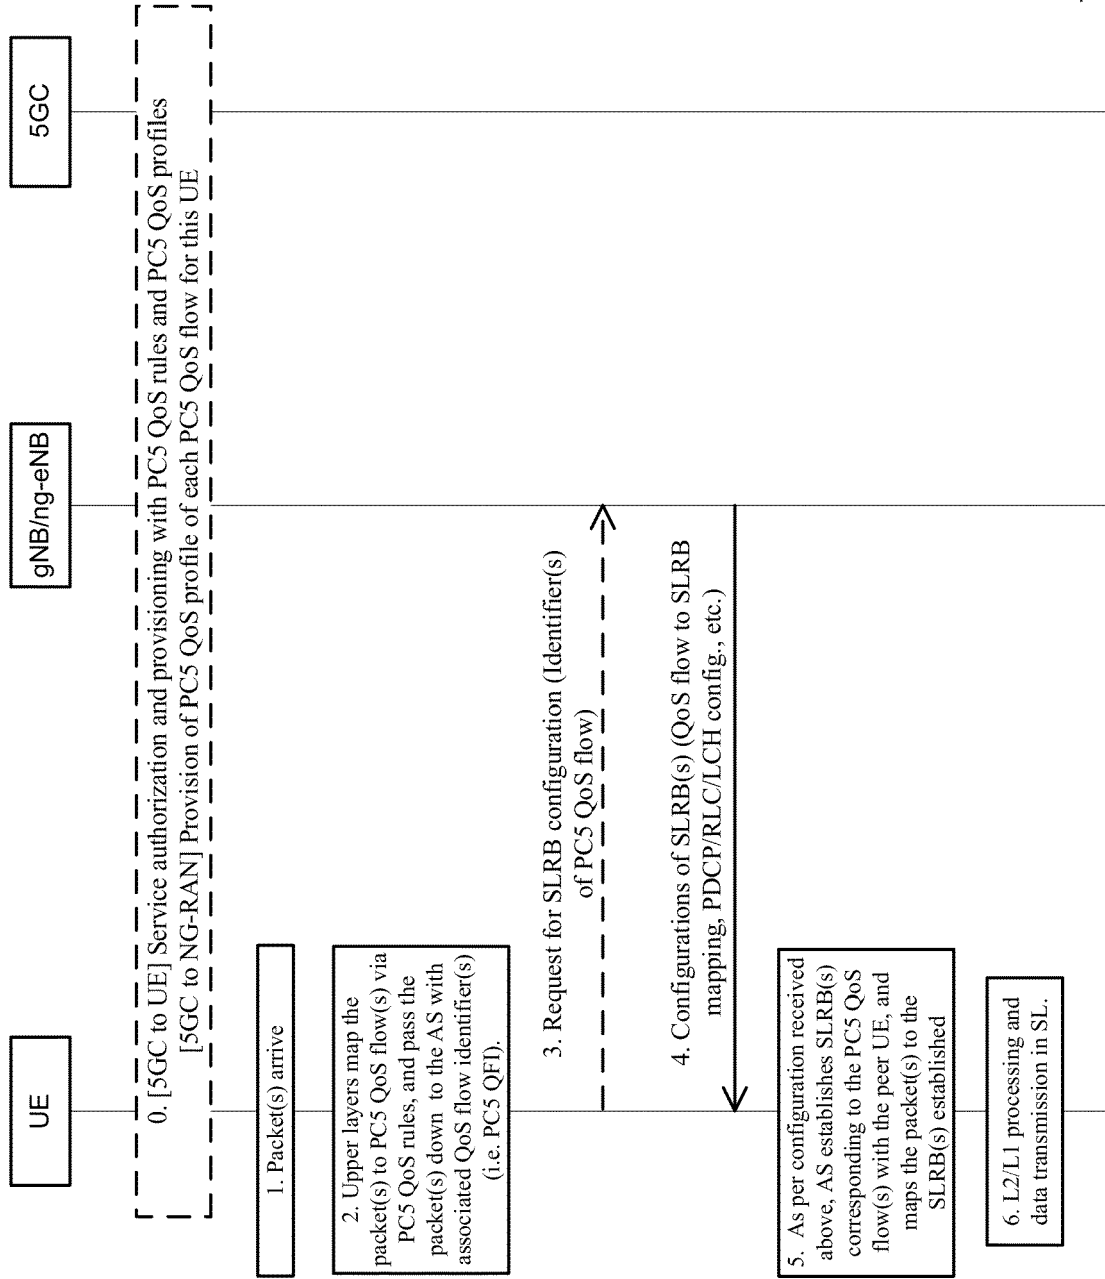 UE
gNB/ng-eNB
5GC
0. [5GC to UE] Service authorization and provisioning with PC5 QoS rules and PC5 QoS profiles
[5GC to NG-RAN] Provision of PC5 QoS profile of each PC5 QoS flow for this UE
1. Packet(s) arrive
2. Upper layers map the
packet(s) to PC5 QoS flow(s) via
PC5 QoS rules, and pass the
packet(s) down to the AS with
associated QoS flow identifier(s)
(i.e. PC5 QFI).
3. Request for SLRB configuration (Identifier(s)
of PC5 QoS flow)
4. Configurations of SLRB(s) (QoS flow to SLRB
mapping, PDCP/RLC/LCH config., etc.)
5. As per configuration received
above, AS establishes SLRB(s)
corresponding to the PC5 QoS
flow(s) with the peer UE, and
maps the packet(s) to the
SLRB(s) established
6. L2/L1 processing and
data transmission in SL.